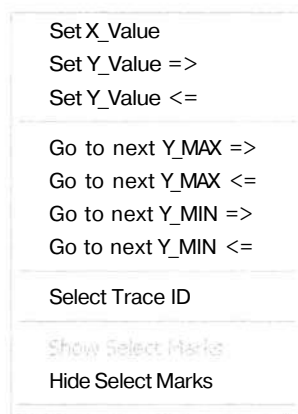 Set X_Value
Set Y_Value =>
Set Y_Value <=
Go to next Y_MAX =>
Go to next Y_MAX <=
Go to next Y_MIN =>
Go to next Y_MIN <=
Select Trace ID
Show Select Marks
Hide Select Marks